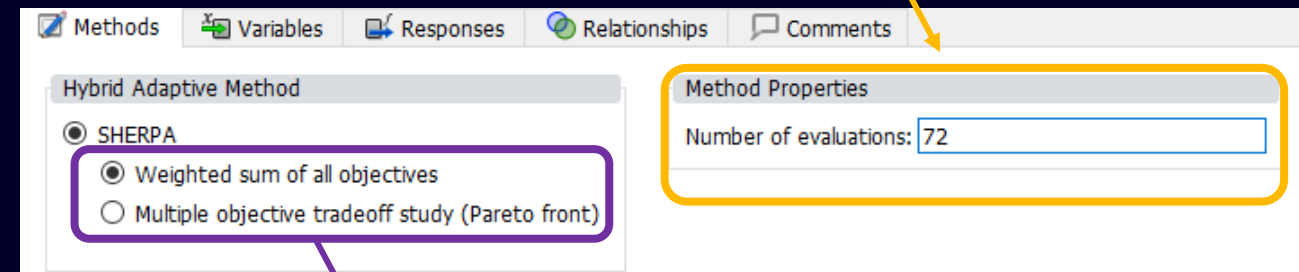 Methods Variables Responses Relationships Comments
Hybrid Adaptive Method
SHERPA
Weighted sum of all objectives
Multiple objective tradeoff study (Pareto front)
Method Properties
Number of evaluations: 72